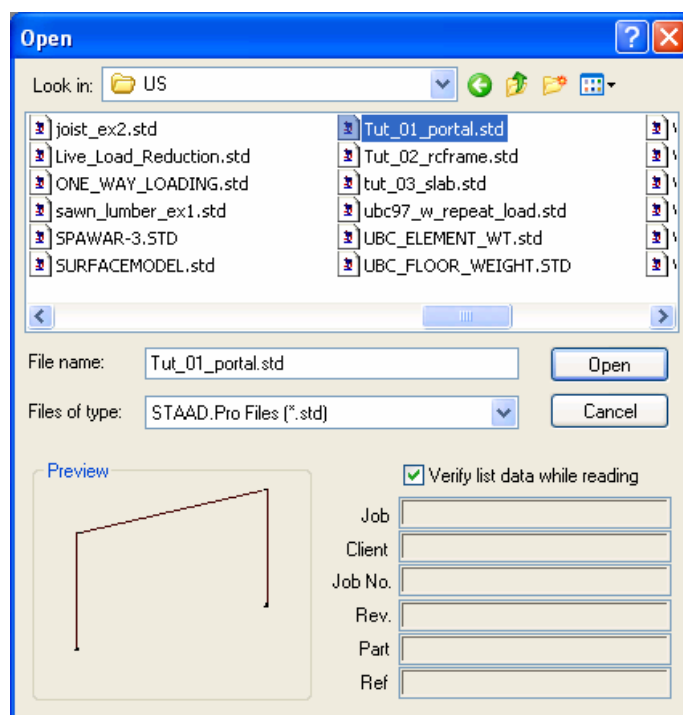 Open
Look in: US
joist_ex2.std
Live_Load_Reduction.std
ONE_WAY_LOADING.std
sawn_lumber_ex1.std
SPAWAR-3.STD
SURFACEMODEL.std
Tut_01_portal.std
Tut_02_rcframe.std
tut_03_slab.std
ubc97_w_repeat_load.std
UBC_ELEMENT_WT.std
UBC_FLOOR_WEIGHT.STD
File name: Tut_01_portal.std
Open
Files of type: STAAD.Pro Files (*.std)
Cancel
Preview
Verify list data while reading
Job
Client
Job No.
Rev.
Part
Ref